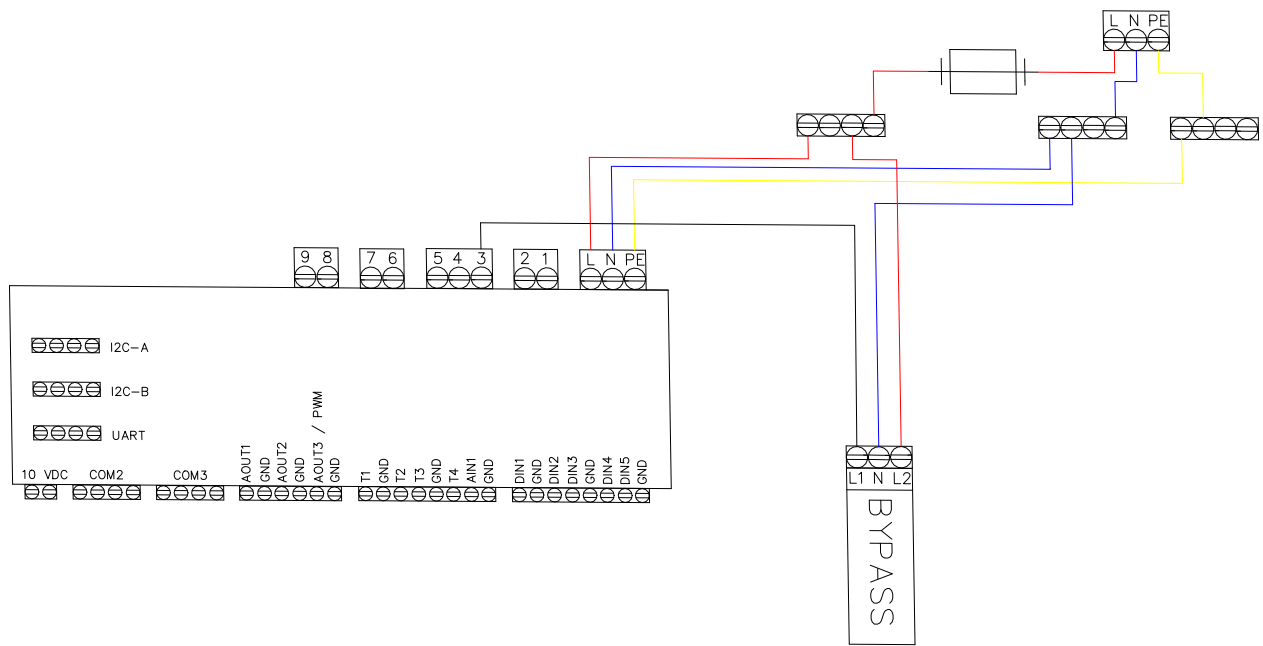 L N PE
9 8 7 6 5 4 3 2 1 L N PE
I2C-A
I2C-B
UART
10 VDC COM2 COM3 AOUT1 GND AOUT2 GND AOUT3 / PWM GND T1 GND T2 T3 GND T4 AIN1 GND DIN1 GND DIN2 DIN3 GND DIN4 DIN5 GND
L1 N L2
BYPASS